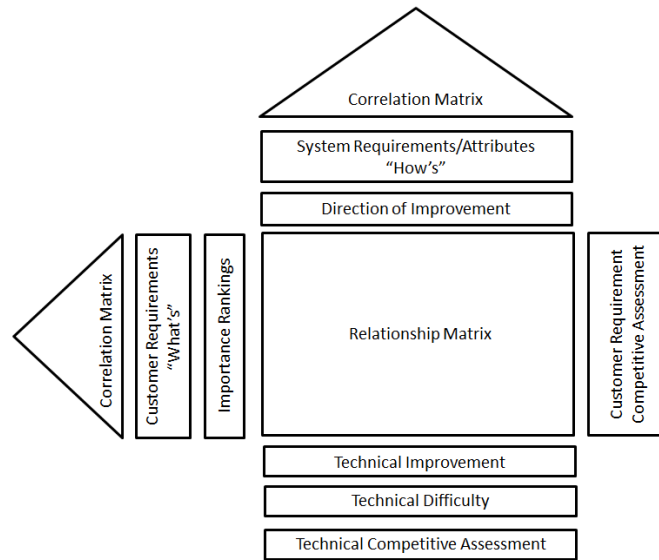 Correlation Matrix
System Requirements/Attributes
“How’s”
Direction of Improvement
Correlation Matrix
Customer Requirements
“What’s”
Importance Rankings
Relationship Matrix
Customer Requirement
Competitive Assessment
Technical Improvement
Technical Difficulty
Technical Competitive Assessment